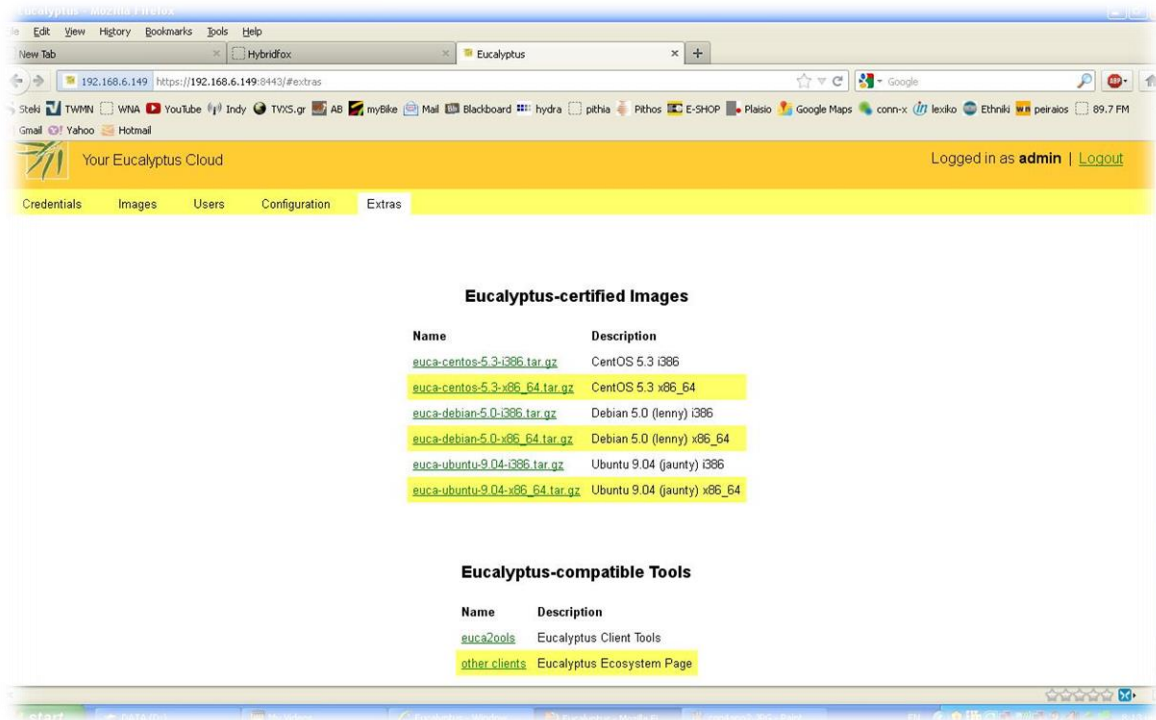 Eucalyptus - Mozilla Firefox
Edit View History Bookmarks Tools Help
New Tab Hybridfox Eucalyptus
192.168.6.149 https://192.168.6.149:8443/#extras Google
Steki TWMN WNA YouTube Indy TVXS.gr AB myBike Mail Blackboard hydra pithia Pithos E-SHOP Plaisio Google Maps conn-x lexiko Ethniki peiraios 89.7 FM
Gmail Yahoo Hotmail
Your Eucalyptus Cloud Logged in as admin | Logout
Credentials Images Users Configuration Extras
Eucalyptus-certified Images
Name Description
euca-centos-5.3-i386.tar.gz CentOS 5.3 i386
euca-centos-5.3-x86_64.tar.gz CentOS 5.3 x86_64
euca-debian-5.0-i386.tar.gz Debian 5.0 (lenny) i386
euca-debian-5.0-x86_64.tar.gz Debian 5.0 (lenny) x86_64
euca-ubuntu-9.04-i386.tar.gz Ubuntu 9.04 (jaunty) i386
euca-ubuntu-9.04-x86_64.tar.gz Ubuntu 9.04 (jaunty) x86_64
Eucalyptus-compatible Tools
Name Description
euca2ools Eucalyptus Client Tools
other clients Eucalyptus Ecosystem Page
start